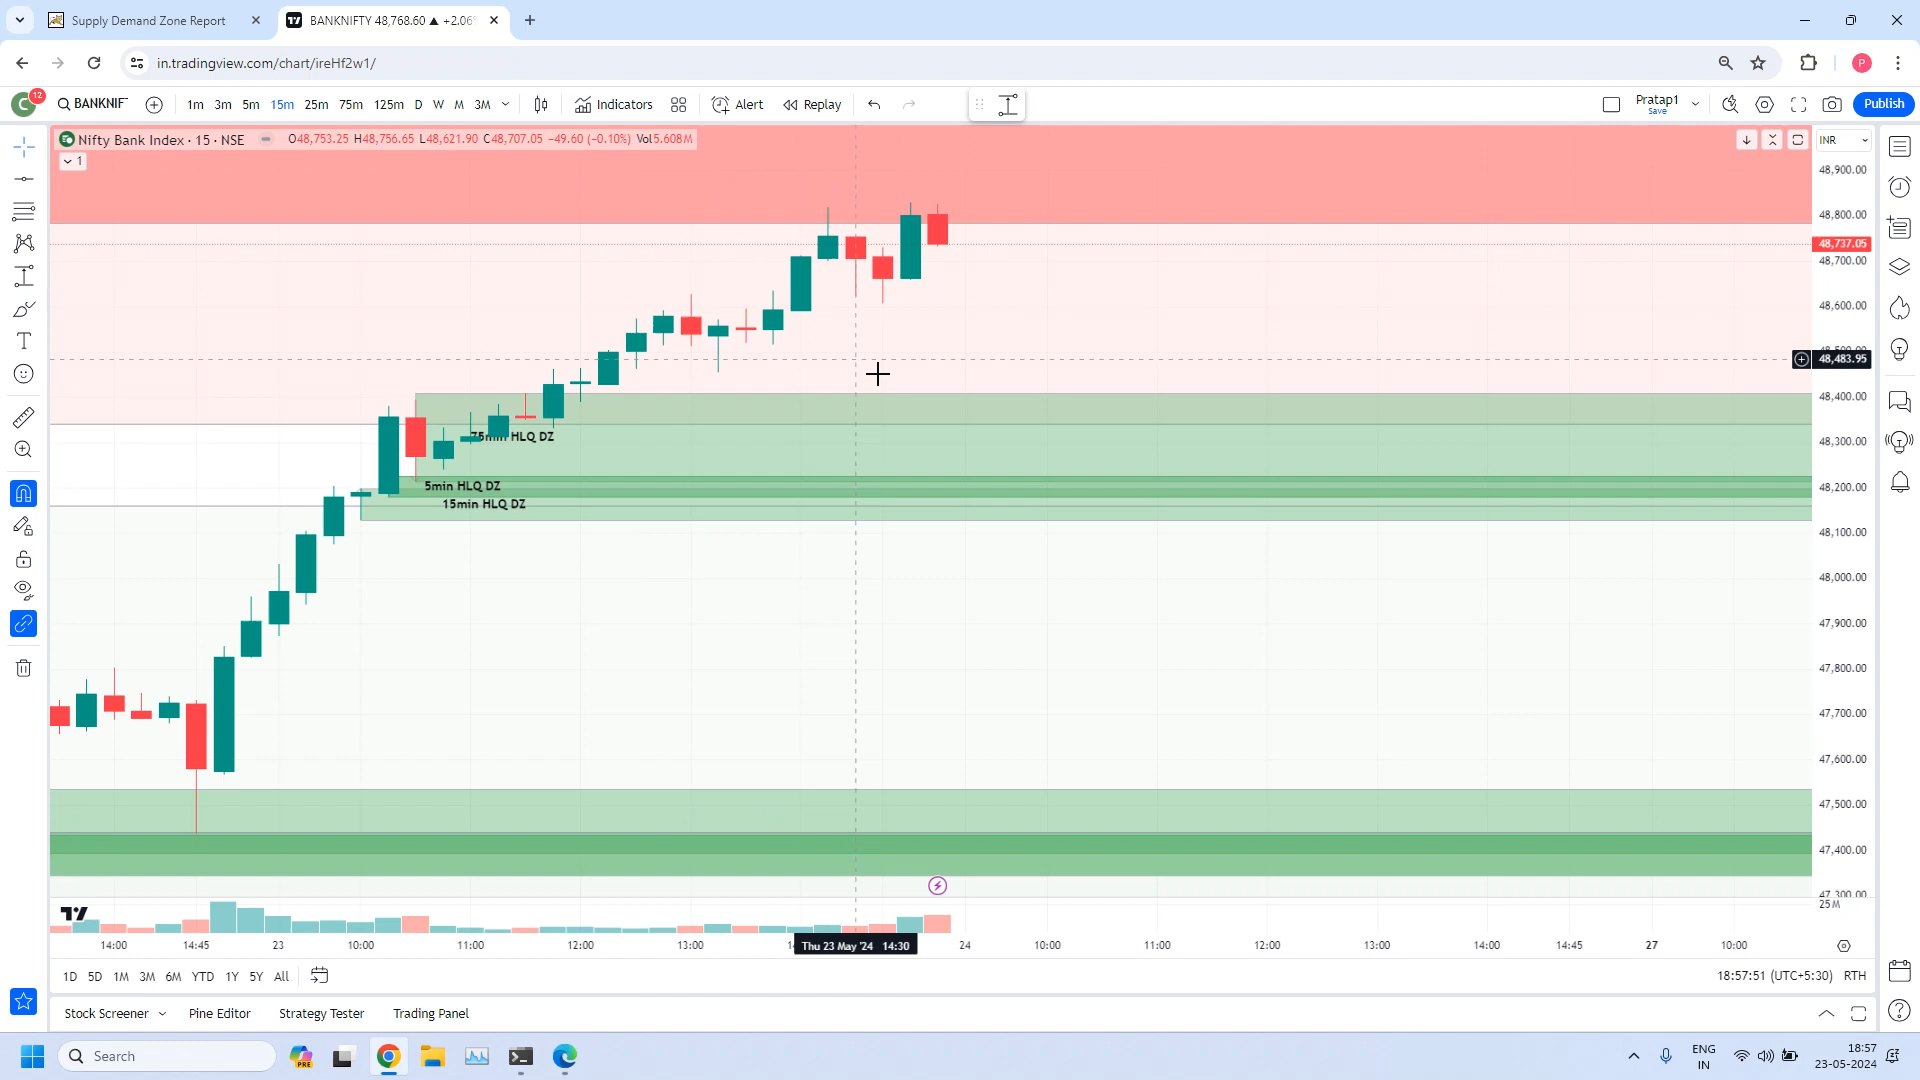 Supply Demand Zone Report
BANKNIFTY 48,768.60 ▲ +2.06
in.tradingview.com/chart/ireHf2w1/
P
C 12
BANKNIF
1m 3m 5m 15m 25m 75m 125m D W M 3M
Indicators
Alert
Replay
Pratap1
Save
Publish
Nifty Bank Index · 15 · NSE
O48,753.25 H48,756.65 L48,621.90 C48,707.05 −49.60 (−0.10%) Vol5.608M
INR
1
48,900.00
48,800.00
48,737.05
48,700.00
48,600.00
48,483.95
48,400.00
75min HLQ DZ
48,300.00
5min HLQ DZ
48,200.00
15min HLQ DZ
48,100.00
48,000.00
47,900.00
47,800.00
47,700.00
47,600.00
47,500.00
47,400.00
47,300.00
25M
14:00 14:45 23 10:00 11:00 12:00 13:00 Thu 23 May '24 14:30 24 10:00 11:00 12:00 13:00 14:00 14:45 27 10:00
1D 5D 1M 3M 6M YTD 1Y 5Y All
18:57:51 (UTC+5:30) RTH
Stock Screener Pine Editor Strategy Tester Trading Panel
Search
PRE
ENG
IN
18:57
23-05-2024